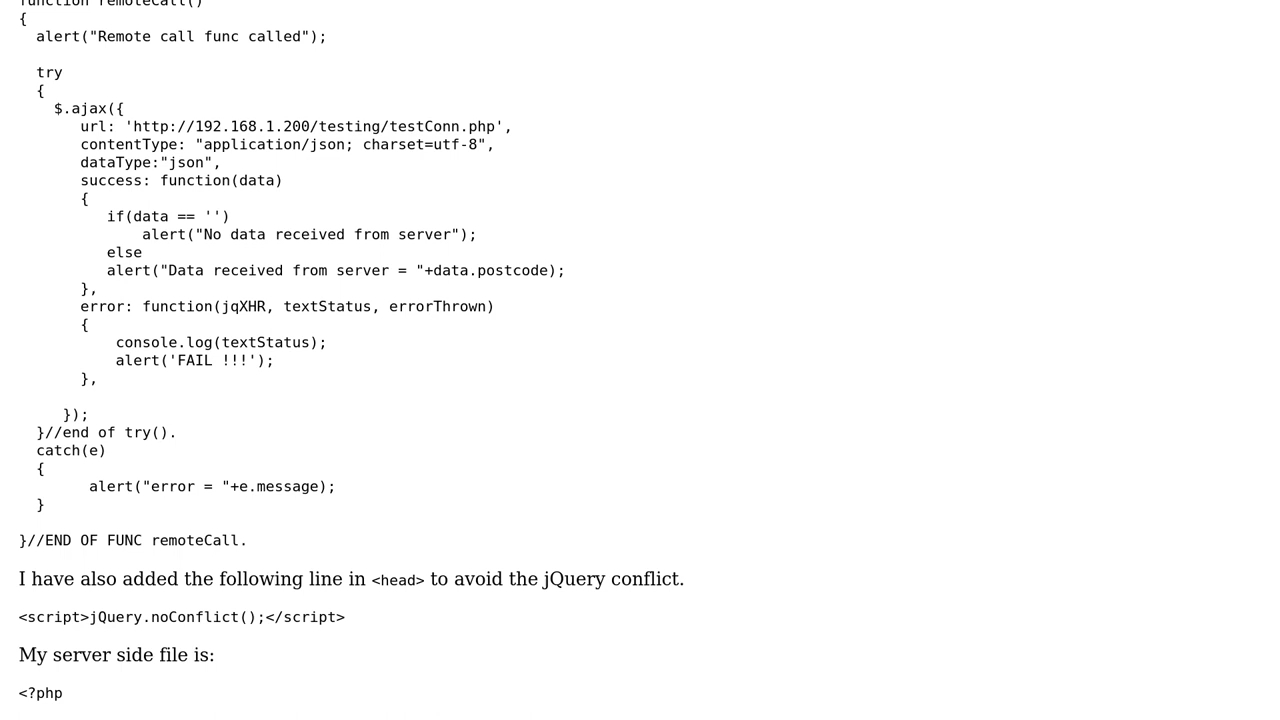 function remoteCall()
{
  alert("Remote call func called");

  try
  {
    $.ajax({
       url: 'http://192.168.1.200/testing/testConn.php',
       contentType: "application/json; charset=utf-8",
       dataType:"json",
       success: function(data)
       {
          if(data == '')
              alert("No data received from server");
          else
          alert("Data received from server = "+data.postcode);
       },
       error: function(jqXHR, textStatus, errorThrown)
       {
           console.log(textStatus);
           alert('FAIL !!!');
       },

     });
  }//end of try().
  catch(e)
  {
        alert("error = "+e.message);
  }

}//END OF FUNC remoteCall.
I have also added the following line in <head> to avoid the jQuery conflict.
<script>jQuery.noConflict();</script>
My server side file is:
<?php